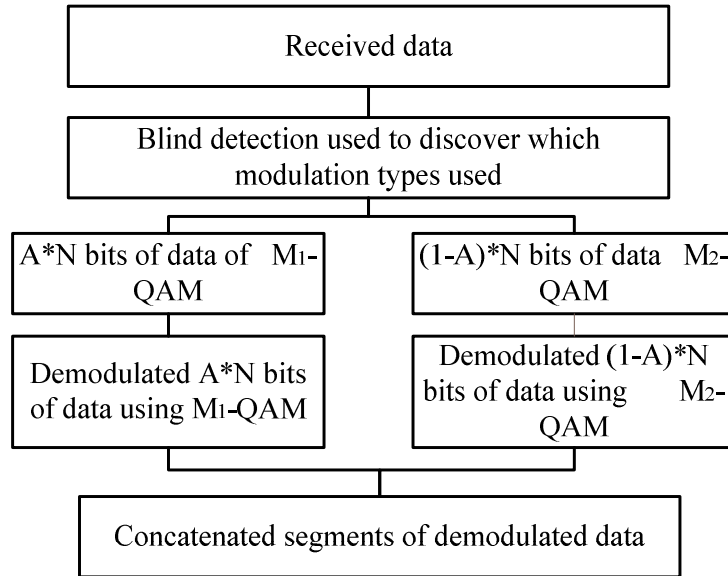 Received data
Blind detection used to discover which
modulation types used
A*N bits of data of M1-
QAM
(1-A)*N bits of data M2-
QAM
Demodulated A*N bits
of data using M1-QAM
Demodulated (1-A)*N
bits of data using M2-
QAM
Concatenated segments of demodulated data